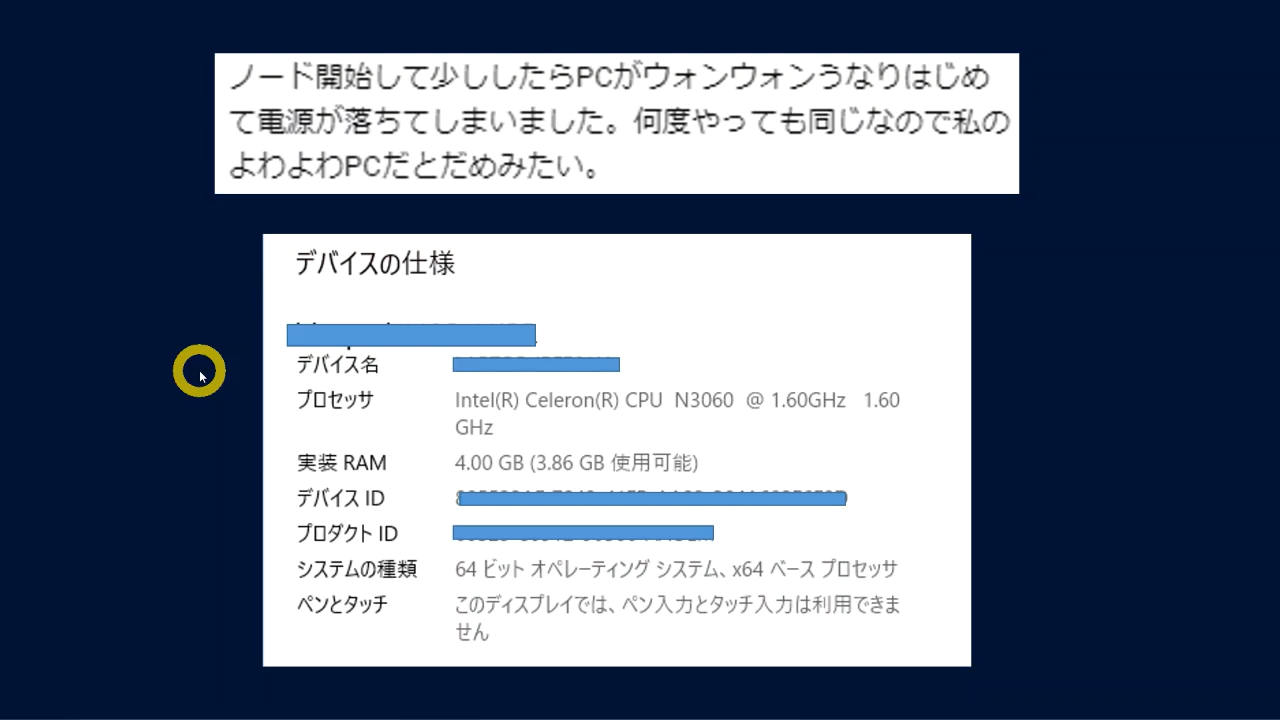 ノード開始して少ししたらPCがウォンウォンうなりはじめ
て電源が落ちてしまいました。何度やっても同じなので私の
よわよわPCだとだめみたい。
デバイスの仕様
デバイス名
プロセッサ Intel(R) Celeron(R) CPU N3060 @ 1.60GHz 1.60
GHz
実装 RAM 4.00 GB (3.86 GB 使用可能)
デバイス ID
プロダクト ID
システムの種類 64 ビット オペレーティング システム、x64 ベース プロセッサ
ペンとタッチ このディスプレイでは、ペン入力とタッチ入力は利用できま
せん